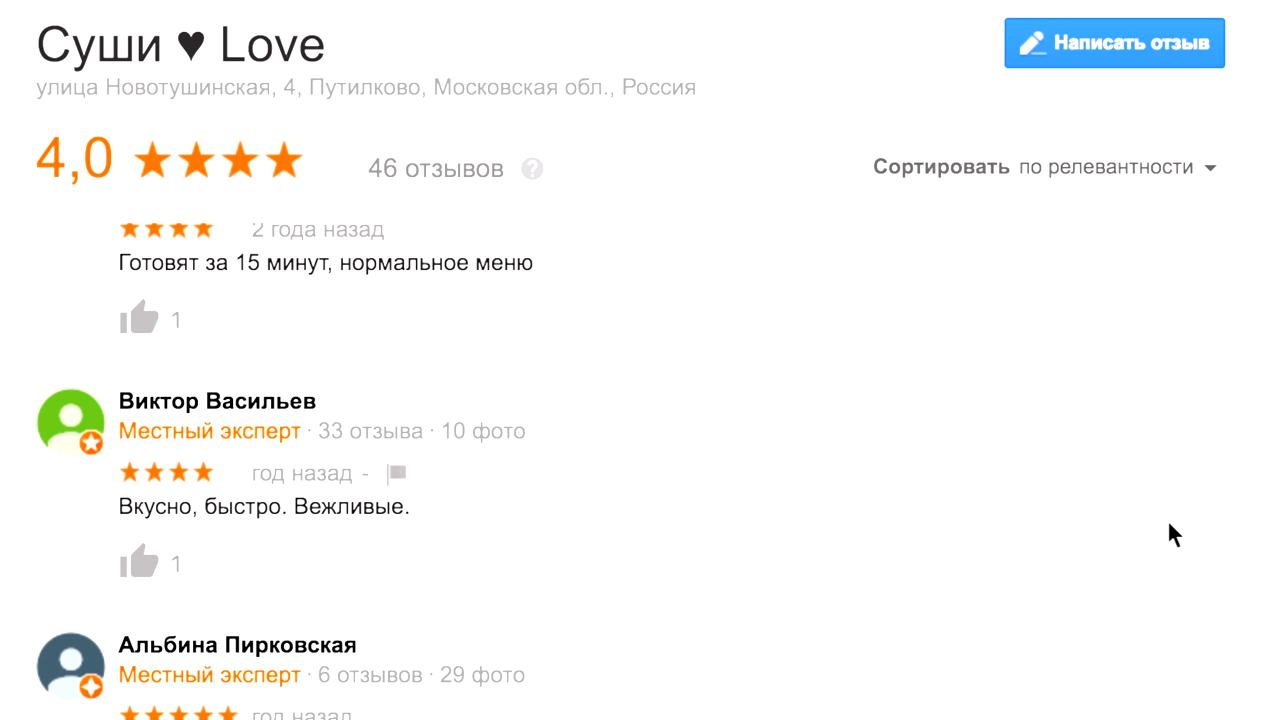 Суши ♥ Love
Написать отзыв
улица Новотушинская, 4, Путилково, Московская обл., Россия
4,0 46 отзывов ?
Сортировать по релевантности
2 года назад
Готовят за 15 минут, нормальное меню
1
Виктор Васильев
Местный эксперт · 33 отзыва · 10 фото
год назад -
Вкусно, быстро. Вежливые.
1
Альбина Пирковская
Местный эксперт · 6 отзывов · 29 фото
год назад